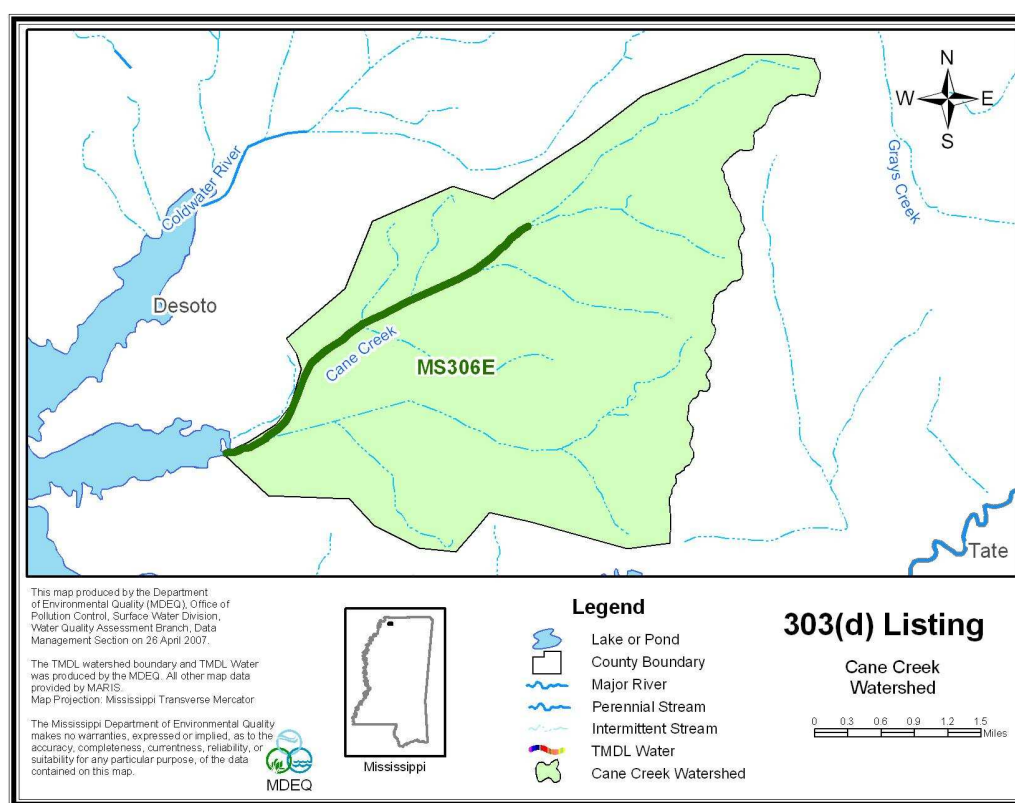 N
W E
S
Coldwater River
Grays Creek
Desoto
Cane Creek
MS306E
Tate
This map produced by the Department
of Environmental Quality (MDEQ), Office of
Pollution Control, Surface Water Division,
Water Quality Assessment Branch, Data
Management Section on 26 April 2007.
The TMDL watershed boundary and TMDL Water
was produced by the MDEQ. All other map data
provided by MARIS.
Map Projection: Mississippi Transverse Mercator
The Mississippi Department of Environmental Quality
makes no warranties, expressed or implied, as to the
accuracy, completeness, currentness, reliability, or
suitability for any particular purpose, of the data
contained on this map.
MDEQ
Mississippi
Legend
Lake or Pond
County Boundary
Major River
Perennial Stream
Intermittent Stream
TMDL Water
Cane Creek Watershed
303(d) Listing
Cane Creek
Watershed
0 0.3 0.6 0.9 1.2 1.5
Miles